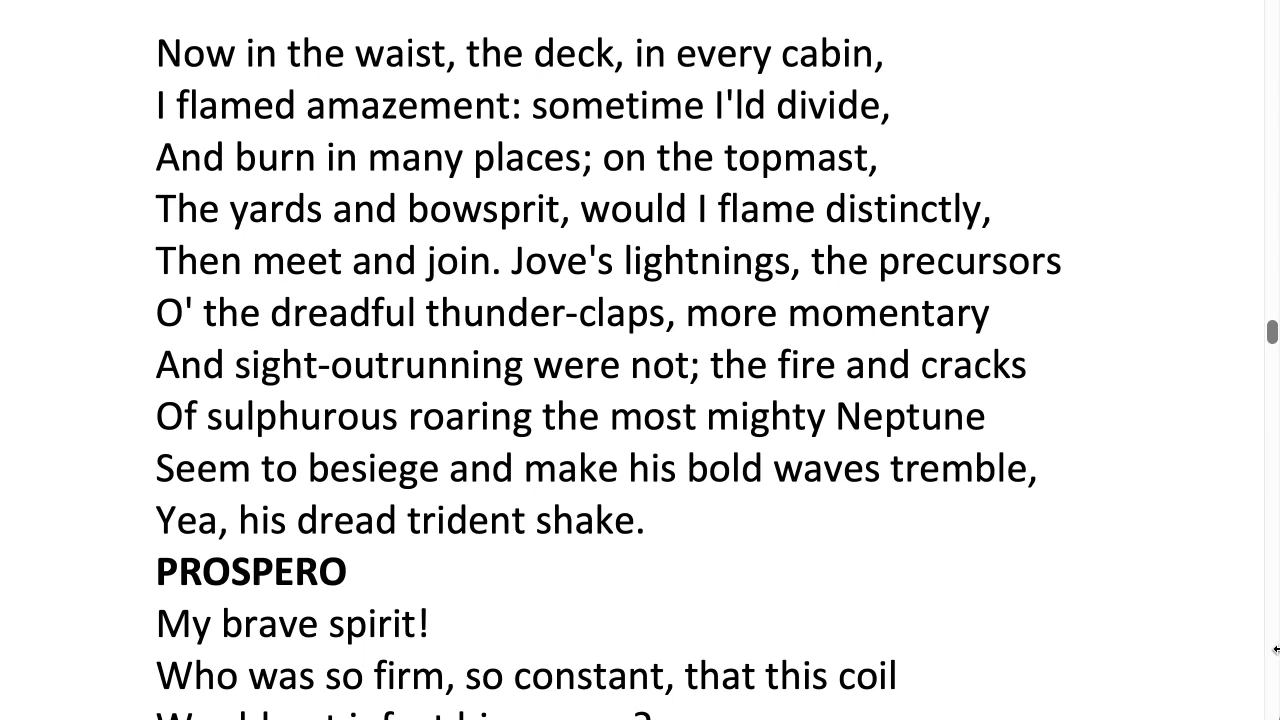 Now in the waist, the deck, in every cabin,
I flamed amazement: sometime I'ld divide,
And burn in many places; on the topmast,
The yards and bowsprit, would I flame distinctly,
Then meet and join. Jove's lightnings, the precursors
O' the dreadful thunder-claps, more momentary
And sight-outrunning were not; the fire and cracks
Of sulphurous roaring the most mighty Neptune
Seem to besiege and make his bold waves tremble,
Yea, his dread trident shake.
PROSPERO
My brave spirit!
Who was so firm, so constant, that this coil